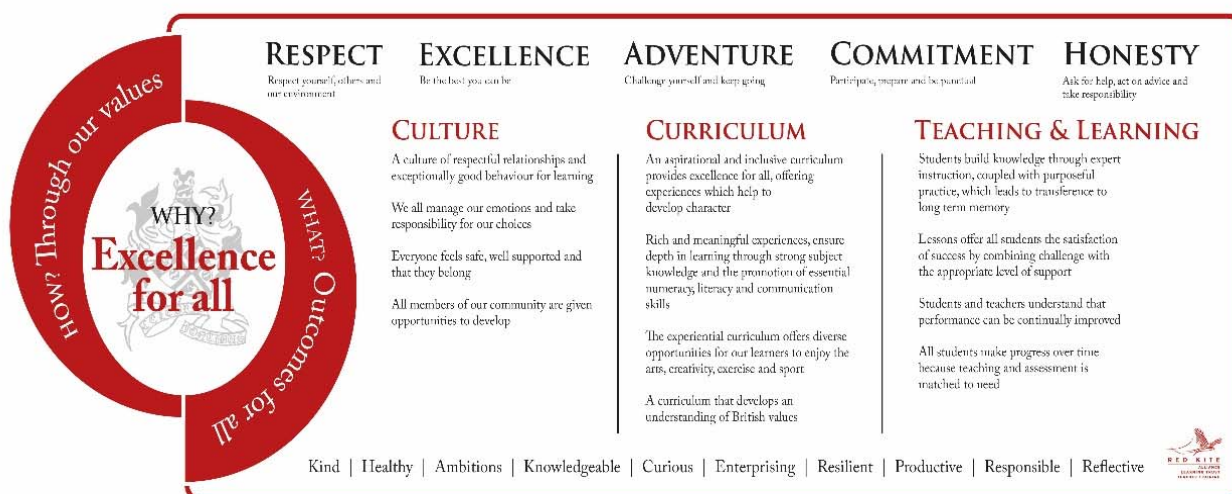 RESPECT
Respect yourself, others and
our environment
EXCELLENCE
Be the best you can be
ADVENTURE
Challenge yourself and keep going
COMMITMENT
Participate, prepare and be punctual
HONESTY
Ask for help, act on advice and
take responsibility
HOW? Through our values
WHY?
Excellence
for all
WHAT? Outcomes for all
CULTURE
A culture of respectful relationships and
exceptionally good behaviour for learning
We all manage our emotions and take
responsibility for our choices
Everyone feels safe, well supported and
that they belong
All members of our community are given
opportunities to develop
CURRICULUM
An aspirational and inclusive curriculum
provides excellence for all, offering
experiences which help to
develop character
Rich and meaningful experiences, ensure
depth in learning through strong subject
knowledge and the promotion of essential
numeracy, literacy and communication
skills
The experiential curriculum offers diverse
opportunities for our learners to enjoy the
arts, creativity, exercise and sport
A curriculum that develops an
understanding of British values
TEACHING & LEARNING
Students build knowledge through expert
instruction, coupled with purposeful
practice, which leads to transference to
long term memory
Lessons offer all students the satisfaction
of success by combining challenge with
the appropriate level of support
Students and teachers understand that
performance can be continually improved
All students make progress over time
because teaching and assessment is
matched to need
Kind | Healthy | Ambitions | Knowledgeable | Curious | Enterprising | Resilient | Productive | Responsible | Reflective
RED KITE